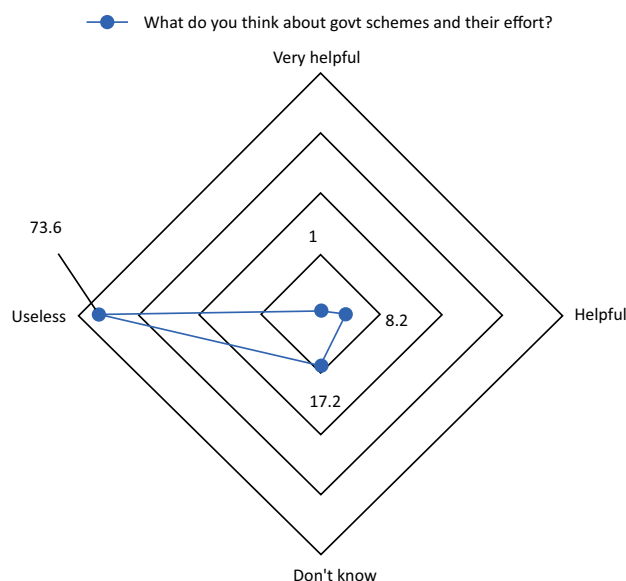 What do you think about govt schemes and their effort?
Very helpful
73.6
1
Useless
Helpful
8.2
17.2
Don't know